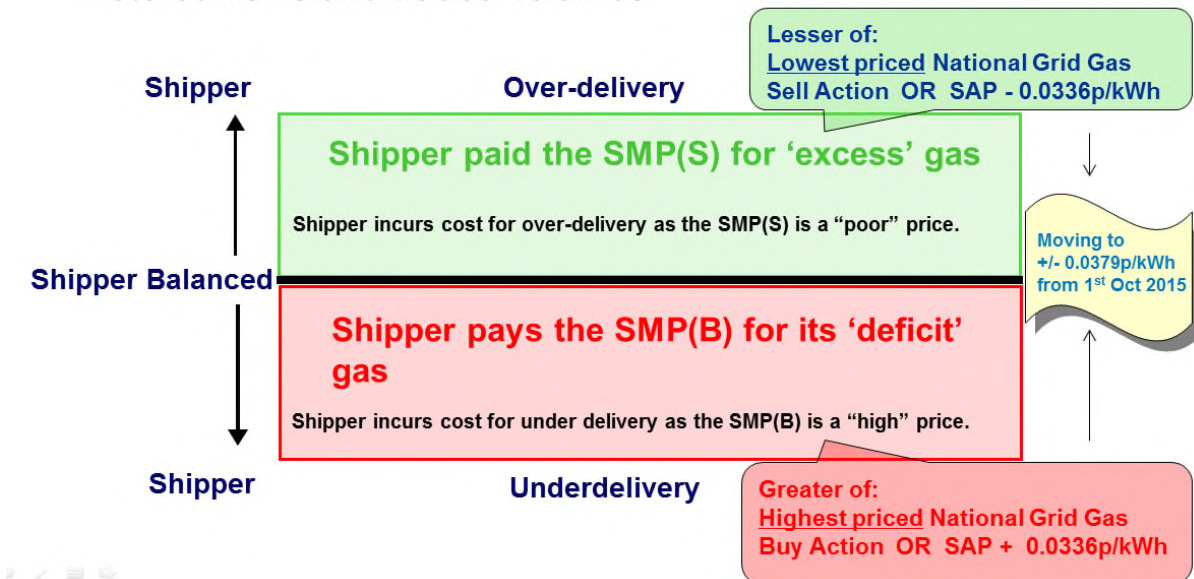 Lesser of:
Lowest priced National Grid Gas
Sell Action OR SAP - 0.0336p/kWh
Shipper
Over-delivery
Shipper paid the SMP(S) for ‘excess’ gas
Shipper incurs cost for over-delivery as the SMP(S) is a “poor” price.
Moving to
+/- 0.0379p/kWh
from 1st Oct 2015
Shipper Balanced
Shipper pays the SMP(B) for its ‘deficit’
gas
Shipper incurs cost for under delivery as the SMP(B) is a “high” price.
Shipper
Underdelivery
Greater of:
Highest priced National Grid Gas
Buy Action OR SAP + 0.0336p/kWh